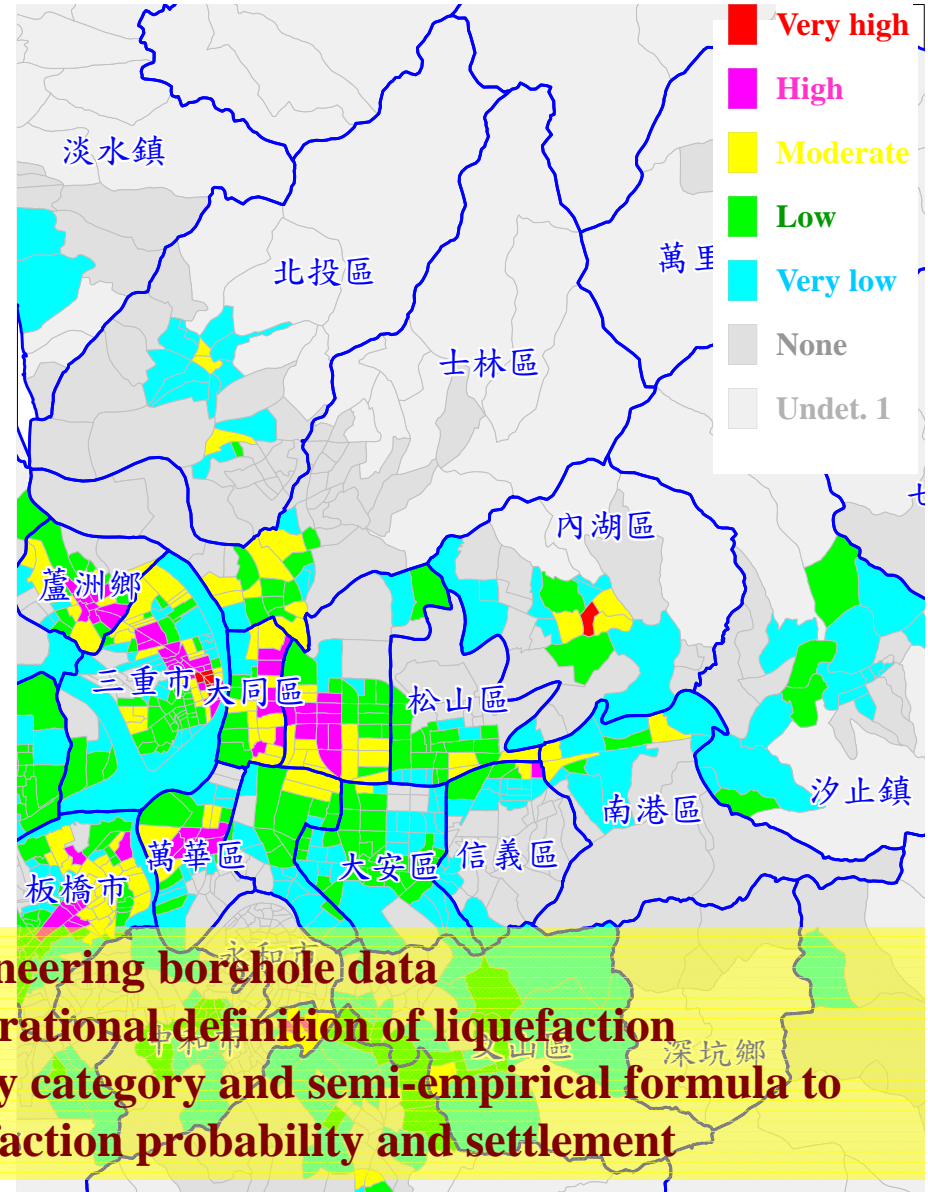 Very high
High
Moderate
Low
Very low
None
Undet. 1
淡水鎮
北投區
萬里
士林區
內湖區
蘆洲鄉
三重市
大同區
松山區
汐止鎮
南港區
萬華區
大安區
信義區
板橋市
永和市
neering borehole data
rational definition of liquefaction
中和市
文山區
深坑鄉
y category and semi-empirical formula to
faction probability and settlement